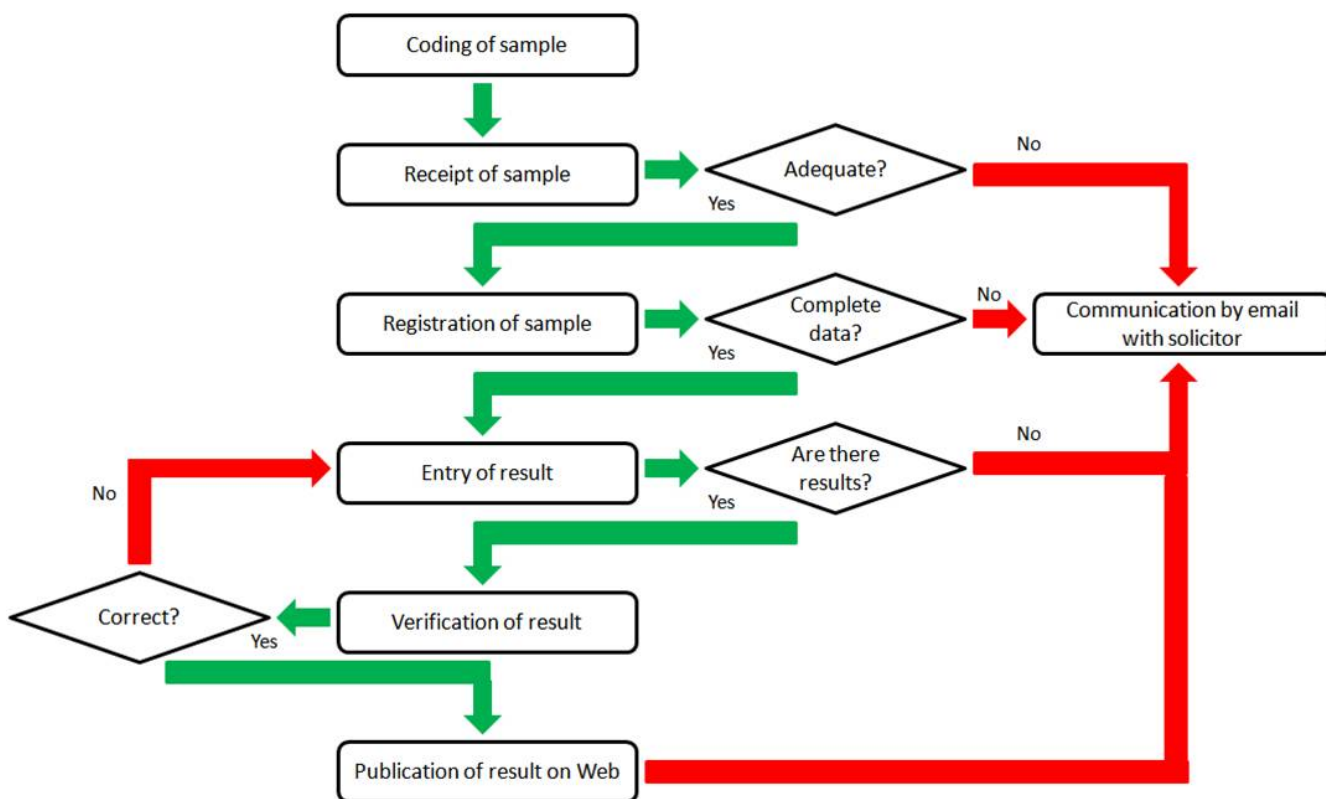 Coding of sample
Receipt of sample
Adequate?
No
Yes
Registration of sample
Complete
data?
No
Communication by email
with solicitor
Yes
Entry of result
Are there
results?
No
No
Yes
Correct?
Verification of result
Yes
Publication of result on Web